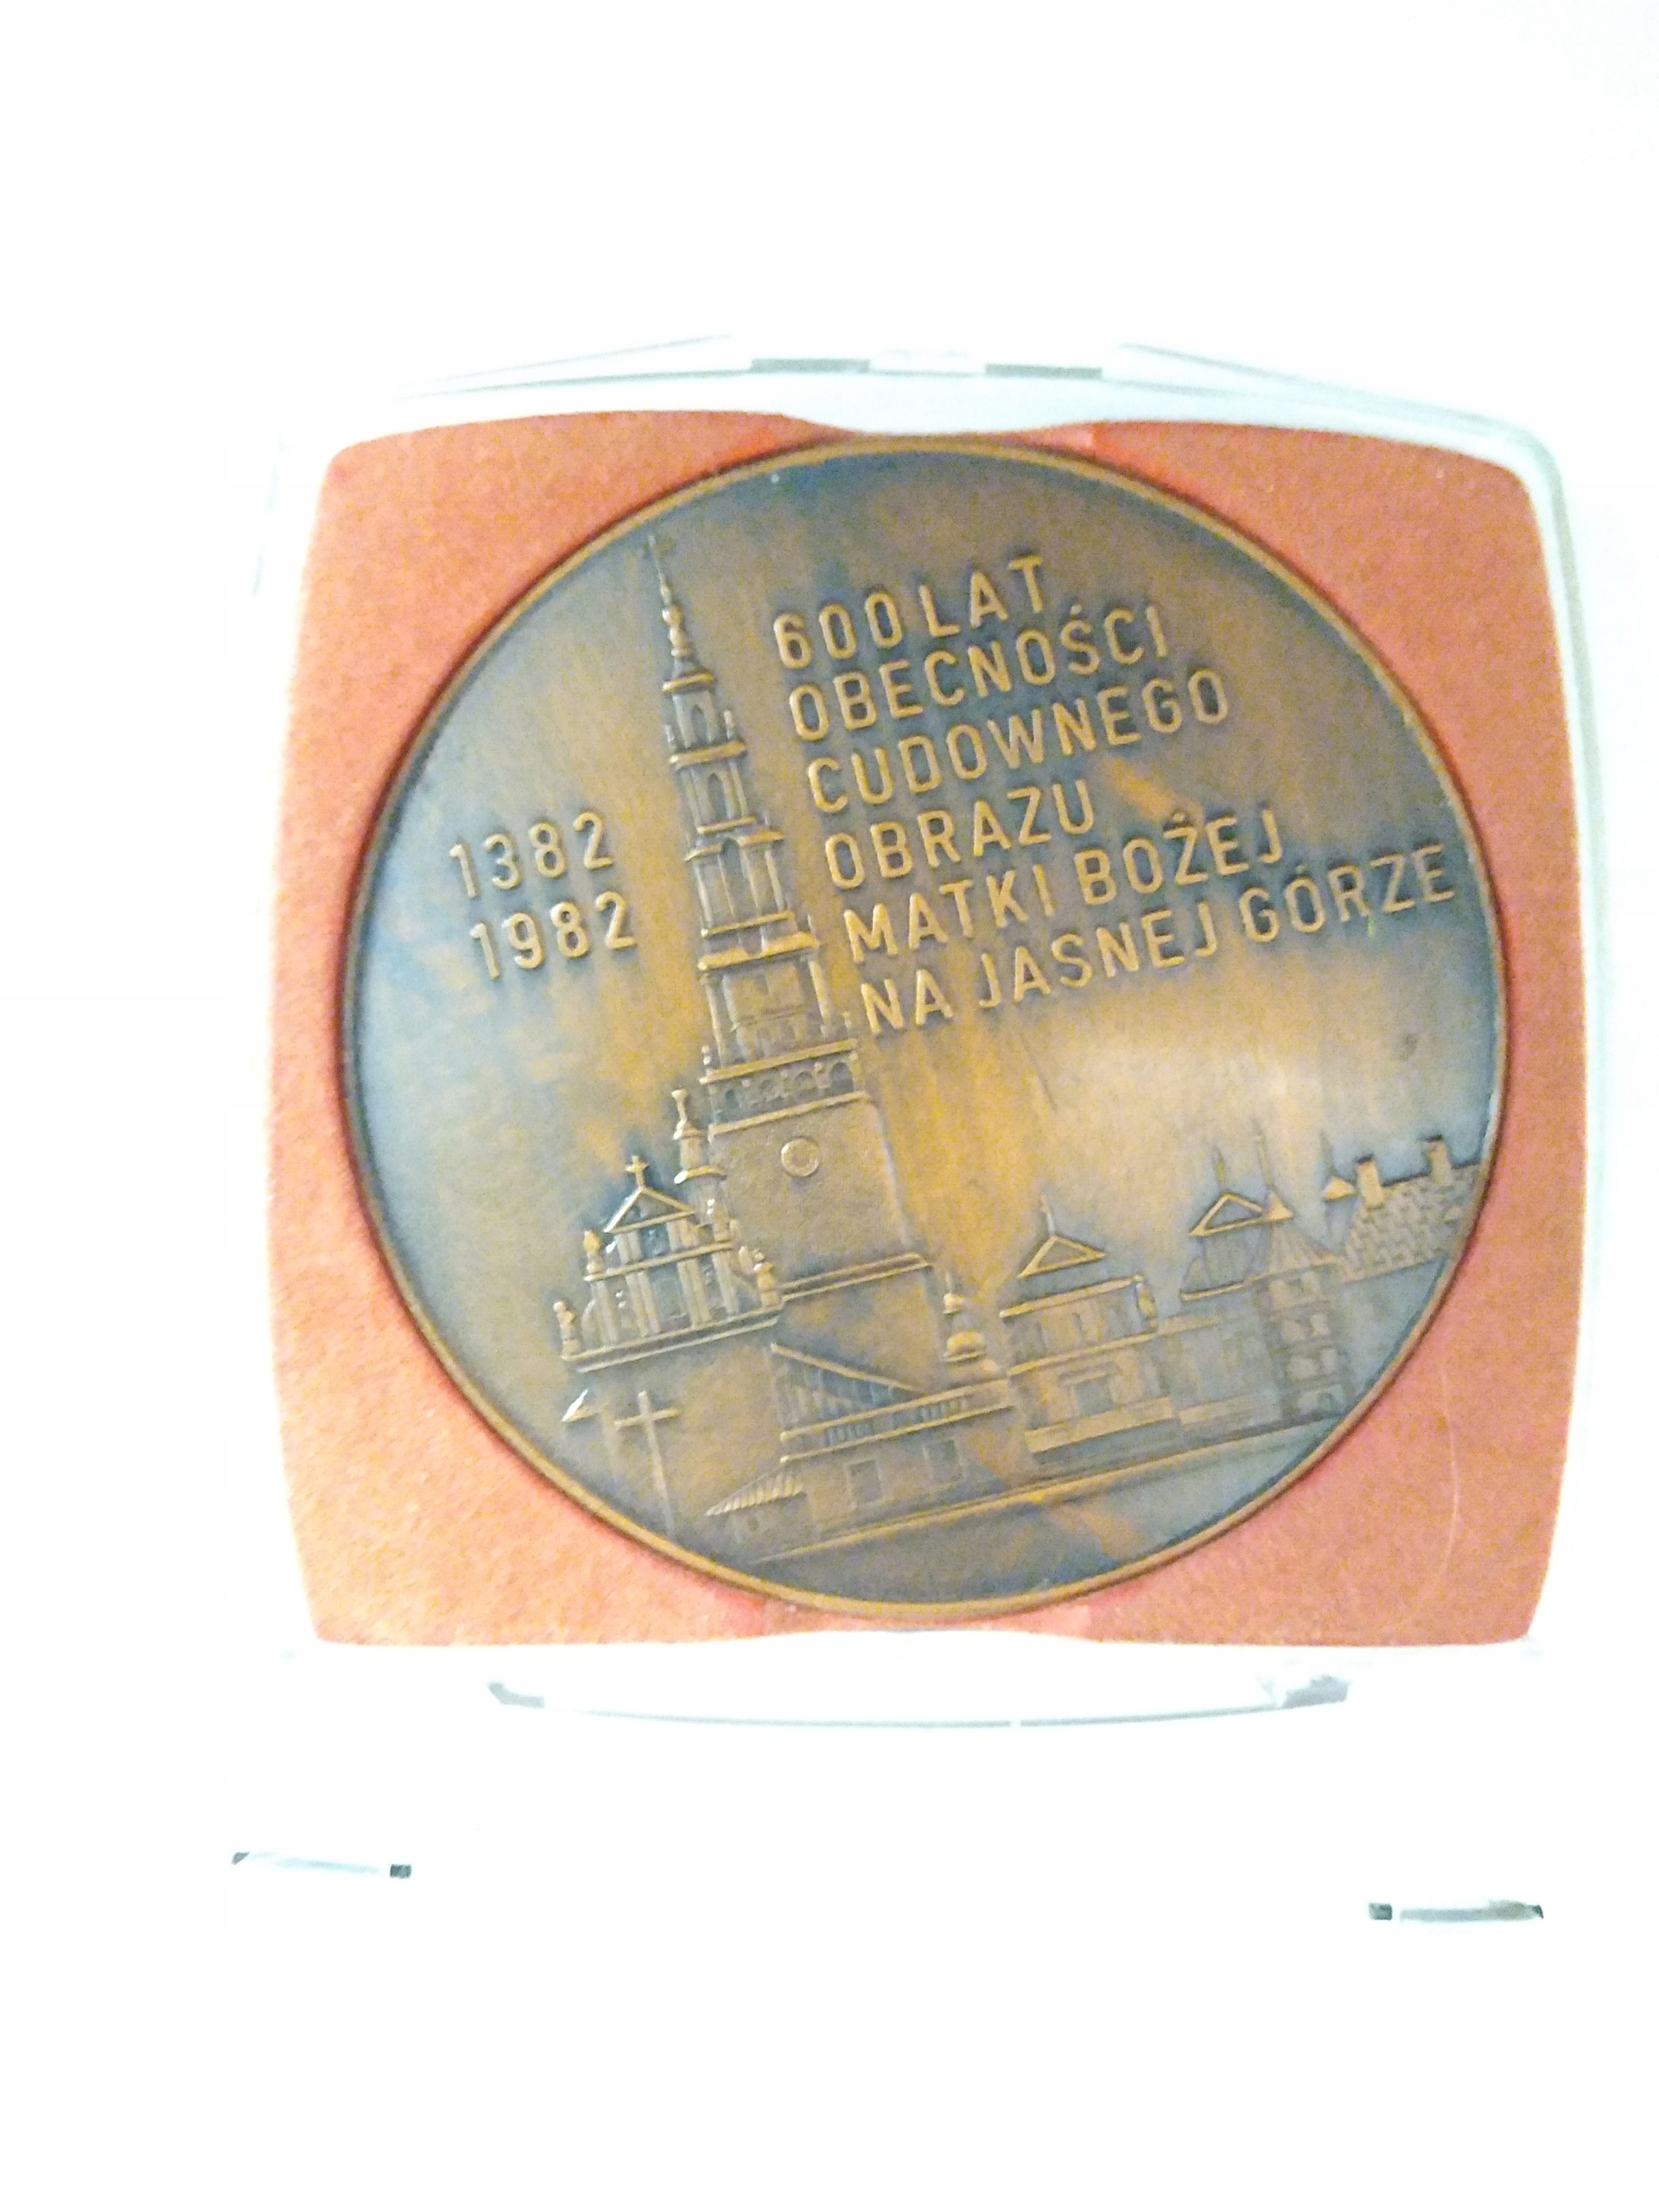 1382
1982
600 LAT
OBECNOŚCI
CUDOWNEGO
OBRAZU
MATKI BOŻEJ
NA JASNEJ GÓRZE